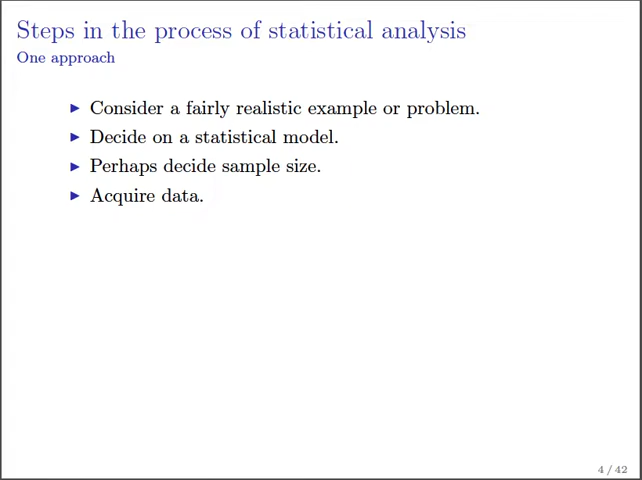 Steps in the process of statistical analysis
One approach
Consider a fairly realistic example or problem.
Decide on a statistical model.
Perhaps decide sample size.
Acquire data.
4 / 42